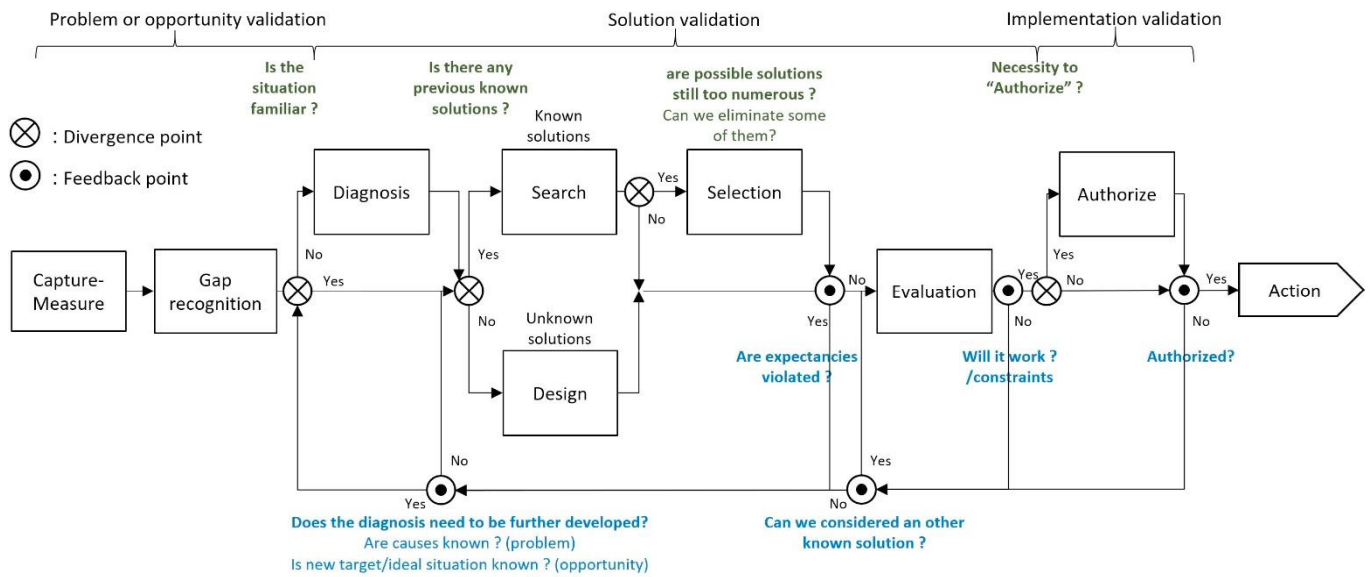 Problem or opportunity validation
Solution validation
Implementation validation
Is the
situation
familiar ?
Is there any
previous known
solutions ?
are possible solutions
still too numerous ?
Can we eliminate some
of them?
Necessity to
“Authorize” ?
: Divergence point
: Feedback point
Known
solutions
Diagnosis
Search
Yes
Selection
Authorize
No
No
Yes
Yes
Capture-
Measure
Gap
recognition
Yes
No
Evaluation
Yes
No
Yes
Action
No
Yes
No
No
Unknown
solutions
Design
Are expectancies
violated ?
Will it work ?
/constraints
Authorized?
No
Yes
Yes
No
Does the diagnosis need to be further developed?
Are causes known ? (problem)
Is new target/ideal situation known ? (opportunity)
Can we considered an other
known solution ?